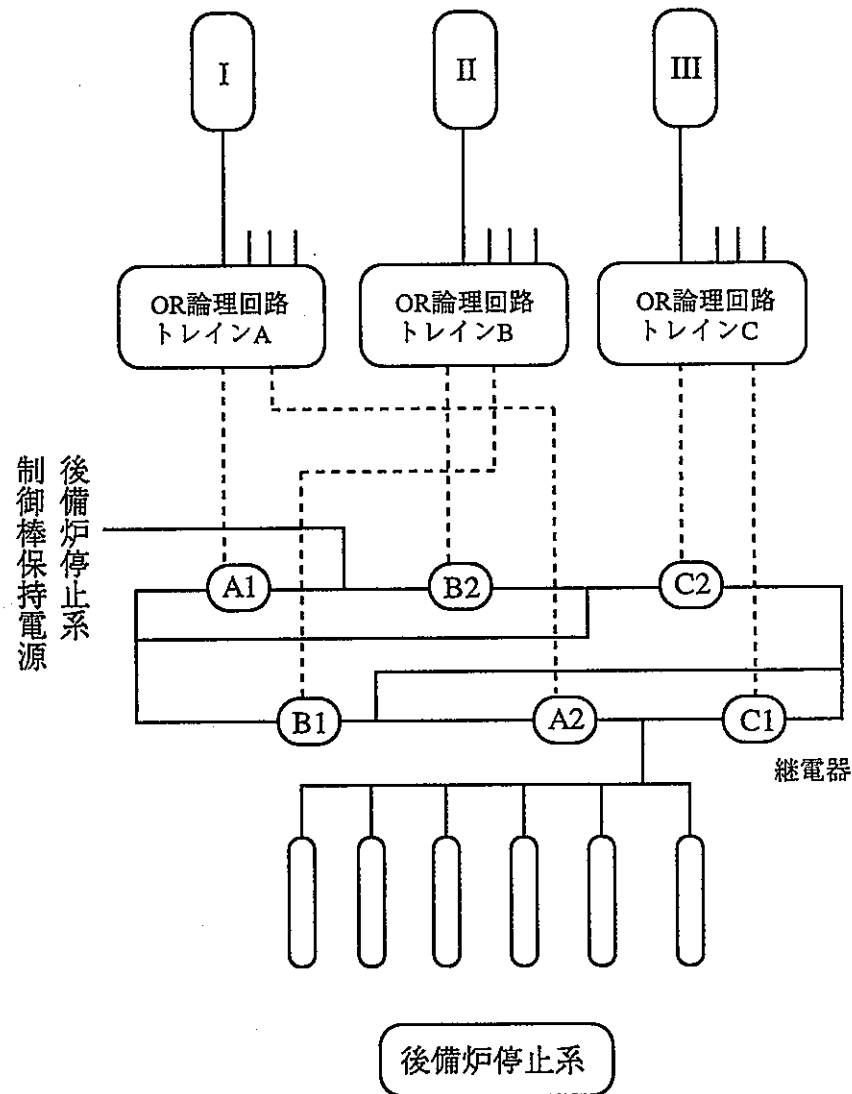 I
II
III
OR論理回路
トレインA
OR論理回路
トレインB
OR論理回路
トレインC
後備炉停止系
制御棒保持電源
A1
B2
C2
B1
A2
C1
継電器
後備炉停止系